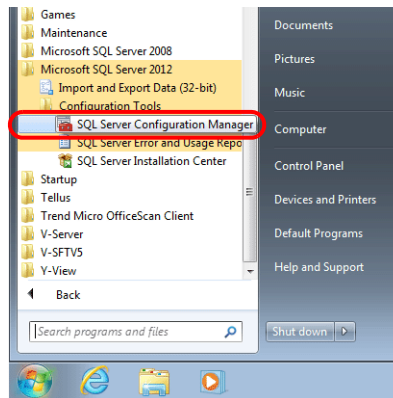 Games
Maintenance
Microsoft SQL Server 2008
Microsoft SQL Server 2012
Import and Export Data (32-bit)
Configuration Tools
SQL Server Configuration Manager
SQL Server Error and Usage Repo
SQL Server Installation Center
Startup
Tellus
Trend Micro OfficeScan Client
V-Server
V-SFTV5
Y-View
Back
Search programs and files
Documents
Pictures
Music
Computer
Control Panel
Devices and Printers
Default Programs
Help and Support
Shut down